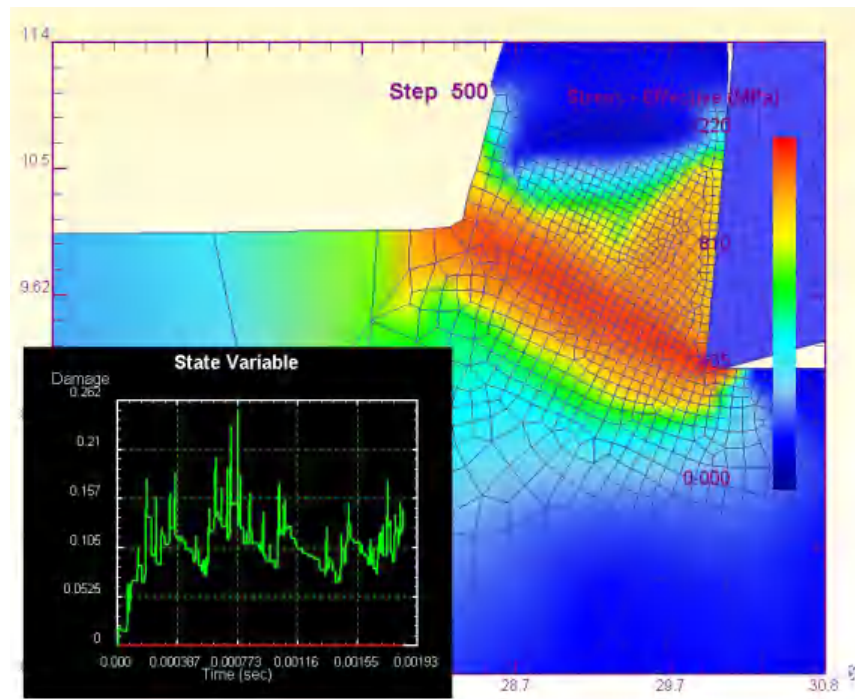 11.4
Step 500
Stress - Effective (MPa)
10.5
810
9.62
0.000
State Variable
Damage
0.262
0.21
0.157
0.105
0.0525
0
0.000 0.000387 0.000773 0.00116 0.00155 0.00193
Time (sec)
28.7 29.7 30.8